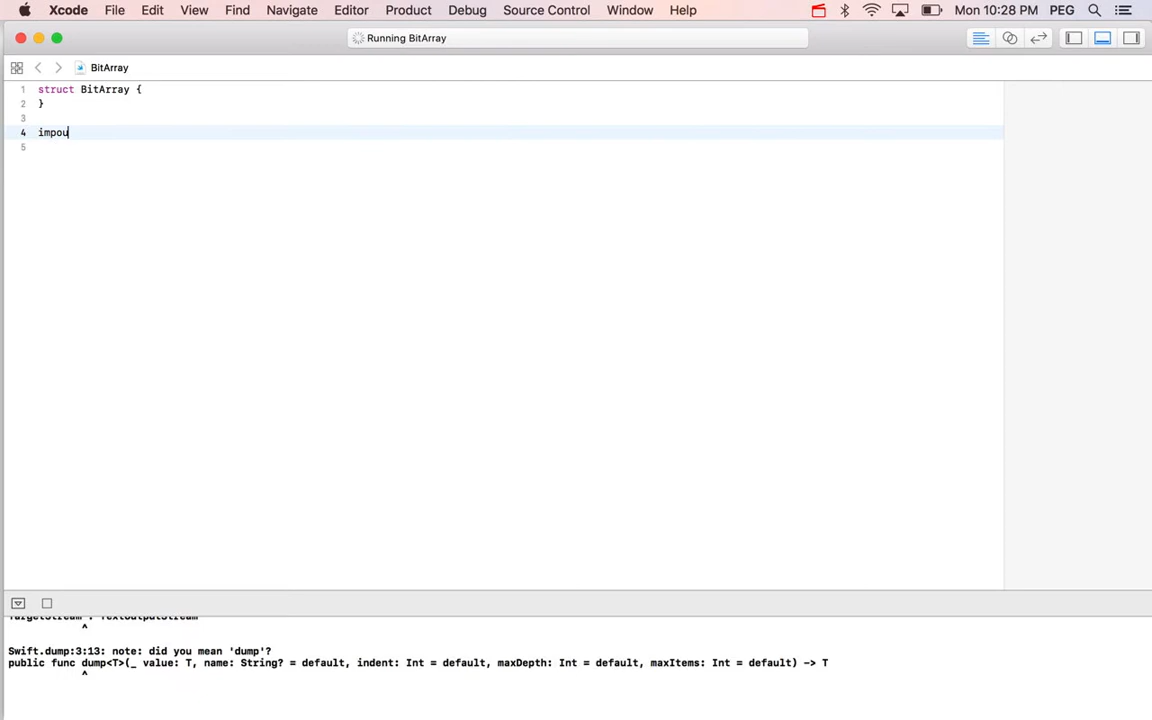 Xcode File Edit View Find Navigate Editor Product Debug Source Control Window Help Mon 10:28 PM PEG
Running BitArray
BitArray
1 struct BitArray {
2 }
3
4 impou
5
TargetStream : TextOutputStream
^
Swift.dump:3:13: note: did you mean 'dump'?
public func dump<T>(_ value: T, name: String? = default, indent: Int = default, maxDepth: Int = default, maxItems: Int = default) -> T
^